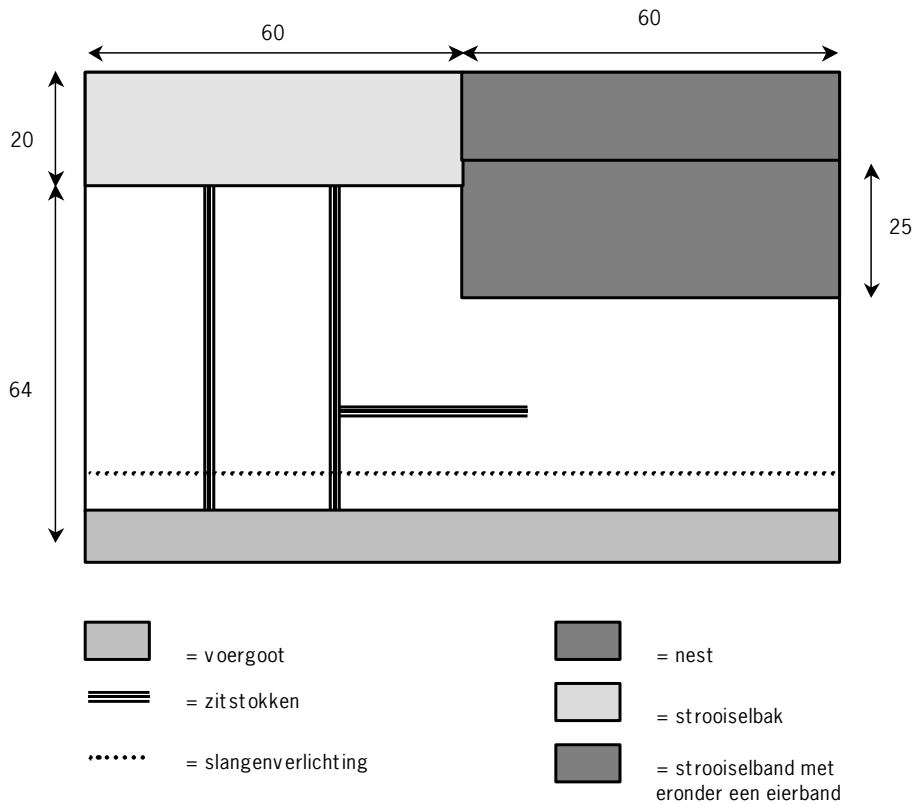 60
60
20
25
64
= voergoot
= nest
= zitstokken
= strooiselbak
= slangenverlichting
= strooiselband met
eronder een eierband